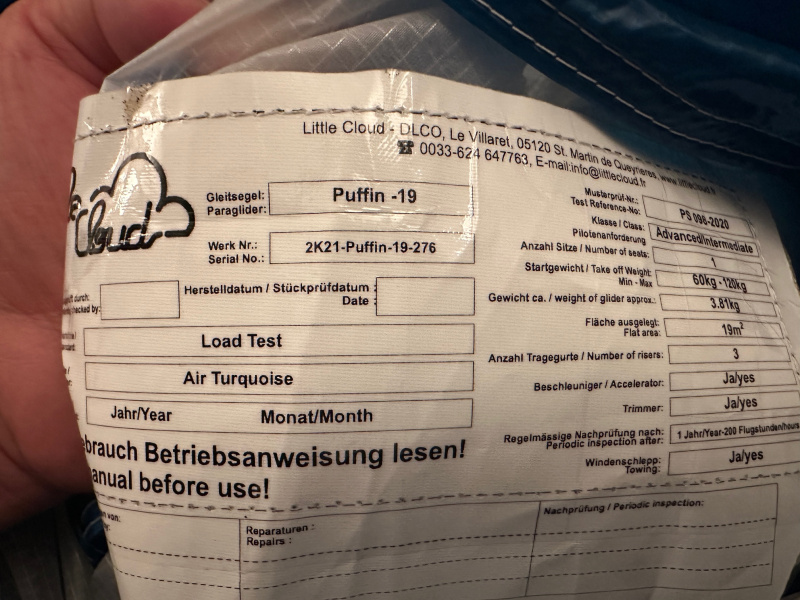 Little Cloud - DLCO, Le Villaret, 05120 St. Martin de Queyrieres, www.littlecloud.fr
☎ 0033-624 647763, E-mail:info@littlecloud.fr
Cloud
Gleitsegel:
Paraglider:
Puffin -19
Werk Nr.:
Serial No.:
2K21-Puffin-19-276
Herstelldatum / Stückprüfdatum :
Date :
checked by:
Load Test
Air Turquoise
Jahr/Year Monat/Month
brauch Betriebsanweisung lesen!
anual before use!
Musterprüf-Nr.:
Test Reference-No:
PS 096-2020
Klasse / Class:
Pilotenanforderung
Advanced/Intermediate
Anzahl Sitze / Number of seats:
1
Startgewicht / Take off Weight:
Min - Max
60kg - 120kg
Gewicht ca. / weight of glider approx.:
3.81kg
Fläche ausgelegt:
Flat area:
19m²
Anzahl Tragegurte / Number of risers:
3
Beschleuniger / Accelerator:
Ja/yes
Trimmer:
Ja/yes
Regelmässige Nachprüfung nach:
Periodic inspection after:
1 Jahr/Year-200 Flugstunden/hours
Windenschlepp:
Towing:
Ja/yes
von:
Reparaturen :
Repairs :
Nachprüfung / Periodic inspection: